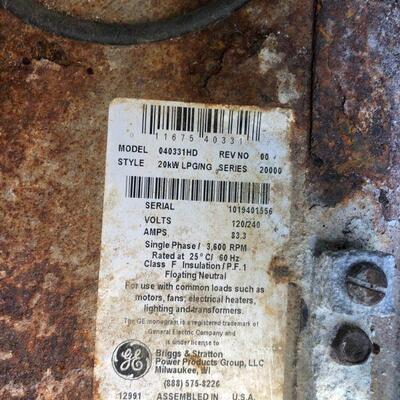 0 11675 40331
MODEL 040331HD REV NO 00
STYLE 20kW LPG/NG SERIES 20000
SERIAL 1019401556
VOLTS 120/240
AMPS 83.3
Single Phase / 3,600 RPM
Rated at 25°C/ 60 Hz
Class F Insulation / P.F. 1
Floating Neutral
For use with common loads such as
motors, fans, electrical heaters,
lighting and transformers.
The GE monogram is a registered trademark of
General Electric Company and
is under license to
GE
Briggs & Stratton
Power Products Group, LLC
Milwaukee, WI
(888) 575-8226
12991 ASSEMBLED IN U.S.A.